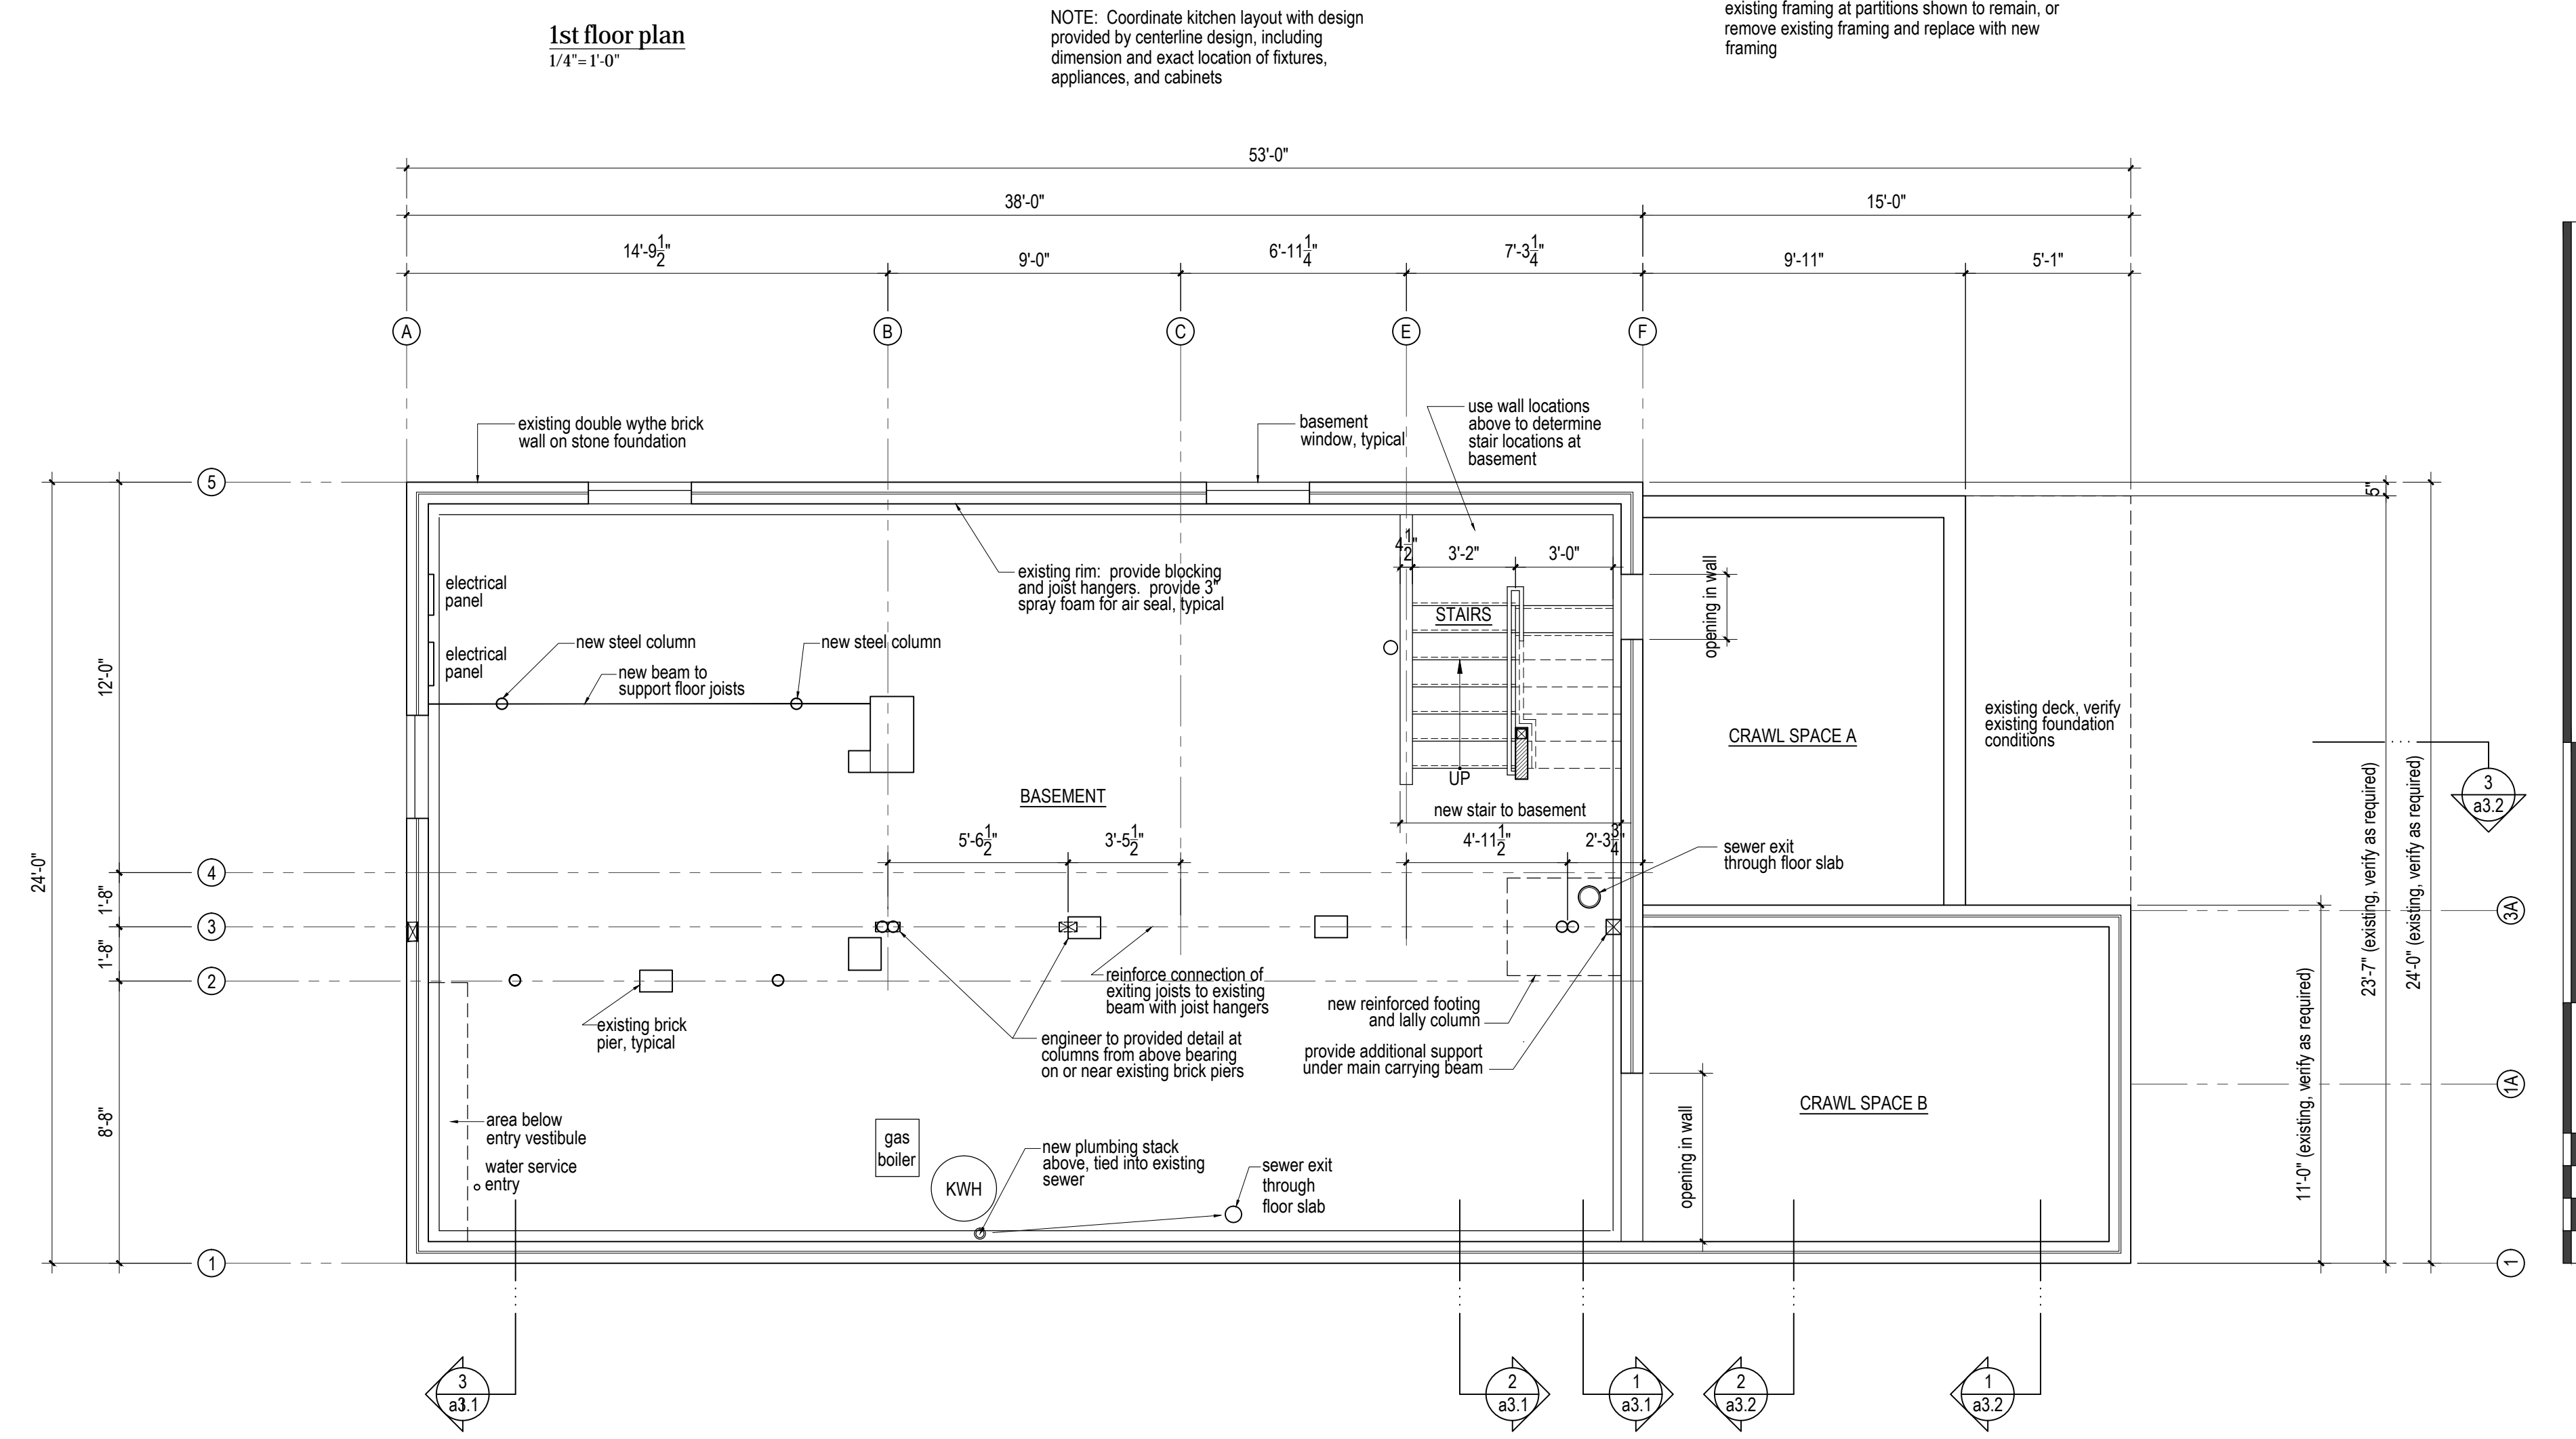 1st floor plan
1/4"=1'-0"
NOTE:  Coordinate kitchen layout with design
provided by centerline design, including
dimension and exact location of fixtures,
appliances, and cabinets
existing framing at partitions shown to remain, or
remove existing framing and replace with new
framing
53'-0"
38'-0"
15'-0"
14'-9 1/2"
9'-0"
6'-11 1/4"
7'-3 1/4"
9'-11"
5'-1"
A
B
C
E
F
existing double wythe brick
wall on stone foundation
basement
window, typical
use wall locations
above to determine
stair locations at
basement
5
5"
4 1/2"
3'-2"
3'-0"
existing rim:  provide blocking
and joist hangers.  provide 3"
spray foam for air seal, typical
electrical
panel
STAIRS
opening in wall
new steel column
new steel column
electrical
panel
new beam to
support floor joists
12'-0"
existing deck, verify
existing foundation
conditions
CRAWL SPACE A
UP
BASEMENT
new stair to basement
3
a3.2
5'-6 1/2"
3'-5 1/2"
4'-11 1/2"
2'-3 3/4"
sewer exit
through floor slab
24'-0"
4
1'-8"
3
1'-8"
2
3A
23'-7" (existing, verify as required)
24'-0" (existing, verify as required)
11'-0" (existing, verify as required)
reinforce connection of
exiting joists to existing
beam with joist hangers
new reinforced footing
and lally column
existing brick
pier, typical
engineer to provided detail at
columns from above bearing
on or near existing brick piers
provide additional support
under main carrying beam
1A
8'-8"
CRAWL SPACE B
area below
entry vestibule
water service
entry
gas
boiler
KWH
new plumbing stack
above, tied into existing
sewer
sewer exit
through
floor slab
opening in wall
1
1
3
a3.1
2
a3.1
1
a3.1
2
a3.2
1
a3.2